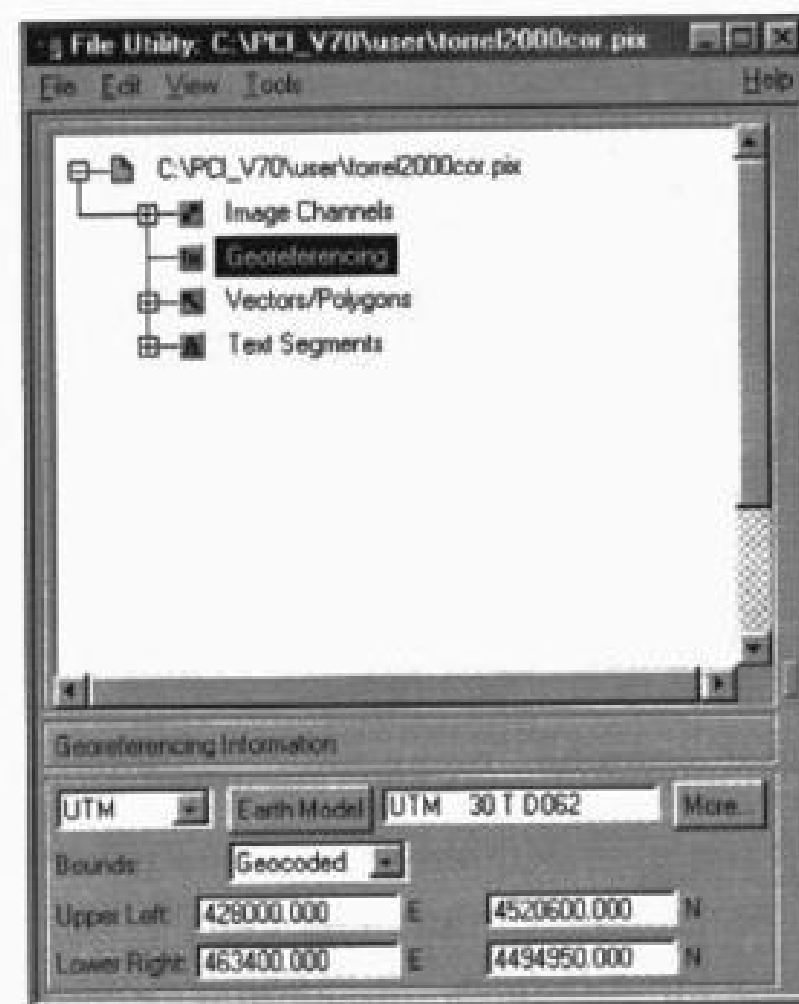 File Utility: C:\PCI_V70\user\torrel2000cor.pix
File Edit View Tools Help
C:\PCI_V70\user\torrel2000cor.pix
Image Channels
Georeferencing
Vectors/Polygons
Text Segments
Georeferencing Information
UTM Earth Model UTM 30 T D062 More...
Bounds: Geocoded
Upper Left: 428000.000 E 4520600.000 N
Lower Right: 463400.000 E 4494950.000 N